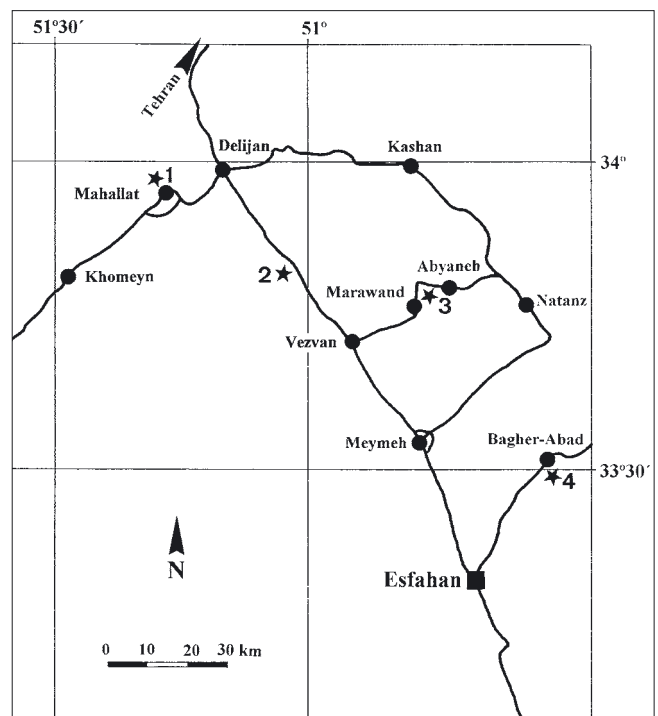 51°30′
51°
Tehran
Delijan
Kashan
34°
1
Mahallat
Abyaneh
2
Khomeyn
Marawand
3
Natanz
Vezvan
Meymeh
Bagher-Abad
33°30′
4
N
Esfahan
0 10 20 30 km